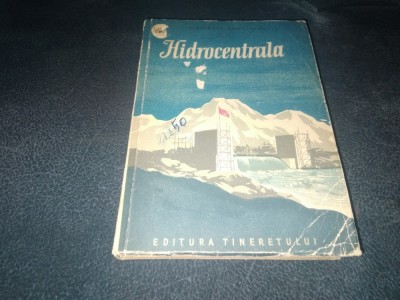 Hidrocentrala
50
EDITURA TINERETULUI